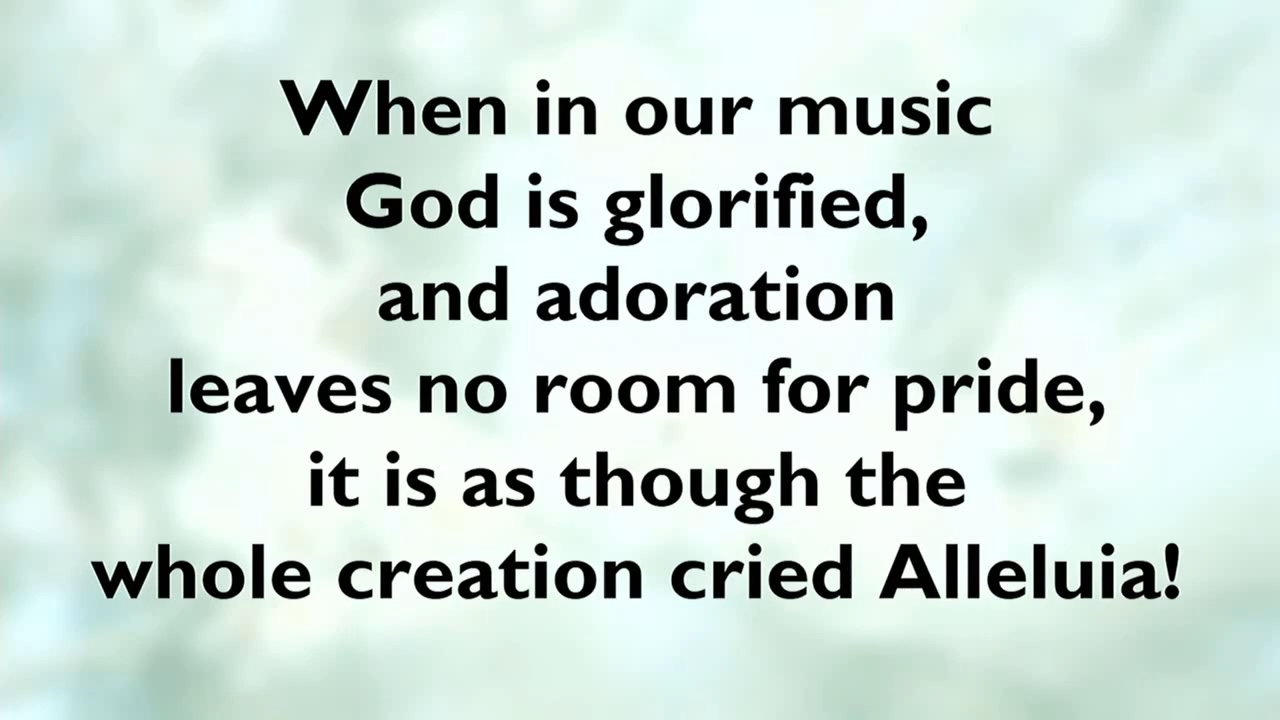 When in our music
God is glorified,
and adoration
leaves no room for pride,
it is as though the
whole creation cried Alleluia!